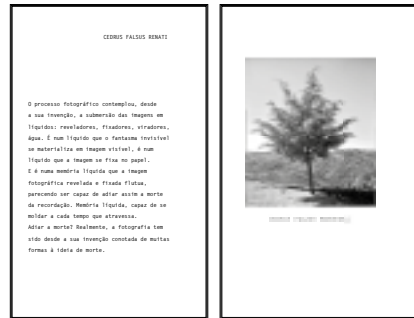 CEDRUS FALSUS RENATI
O processo fotográfico contemplou, desde
a sua invenção, a submersão das imagens em
líquidos: reveladores, fixadores, viradores,
água. É num líquido que o fantasma invisível
se materializa em imagem visível, é num
líquido que a imagem se fixa no papel.
E é numa memória líquida que a imagem
fotográfica revelada e fixada flutua,
parecendo ser capaz de adiar assim a morte
da recordação. Memória líquida, capaz de se
moldar a cada tempo que atravessa.
Adiar a morte? Realmente, a fotografia tem
sido desde a sua invenção conotada de muitas
formas à ideia de morte.